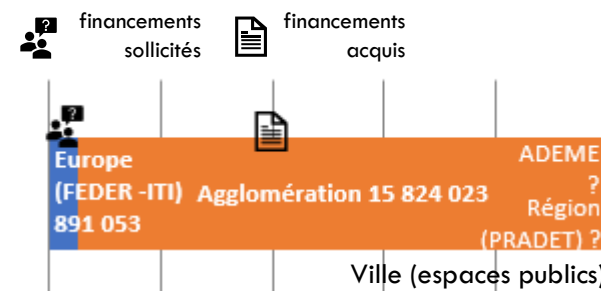 financements
sollicités
financements
acquis
?
Europe
(FEDER -ITI)
891 053
Agglomération 15 824 023
ADEME
?
Région
(PRADET) ?
Ville (espaces publics)